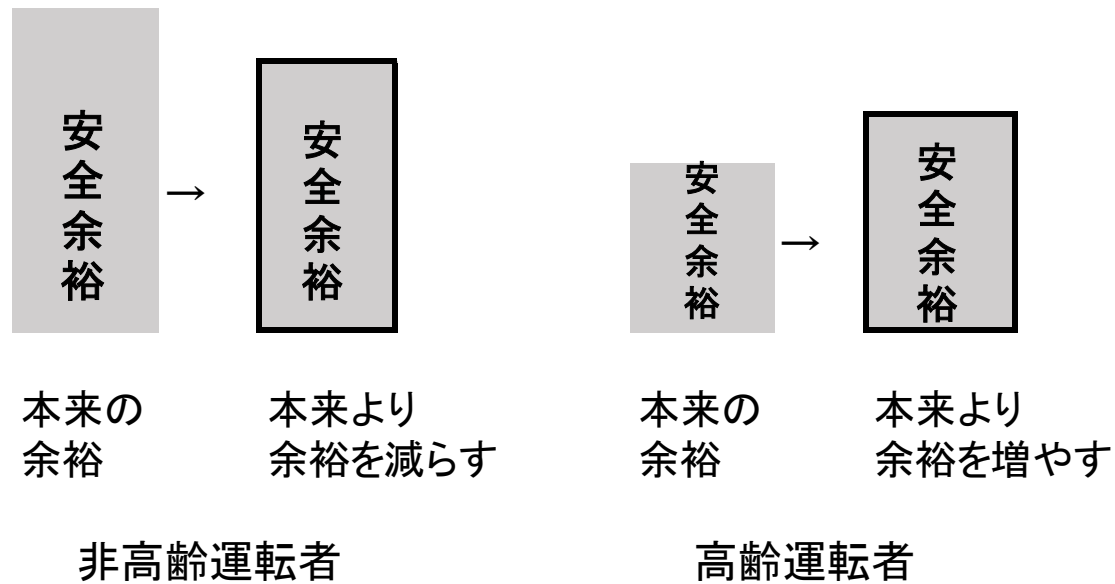 安全余裕
→
安全余裕
本来の
余裕
本来より
余裕を減らす
非高齢運転者
安全余裕
→
安全余裕
本来の
余裕
本来より
余裕を増やす
高齢運転者